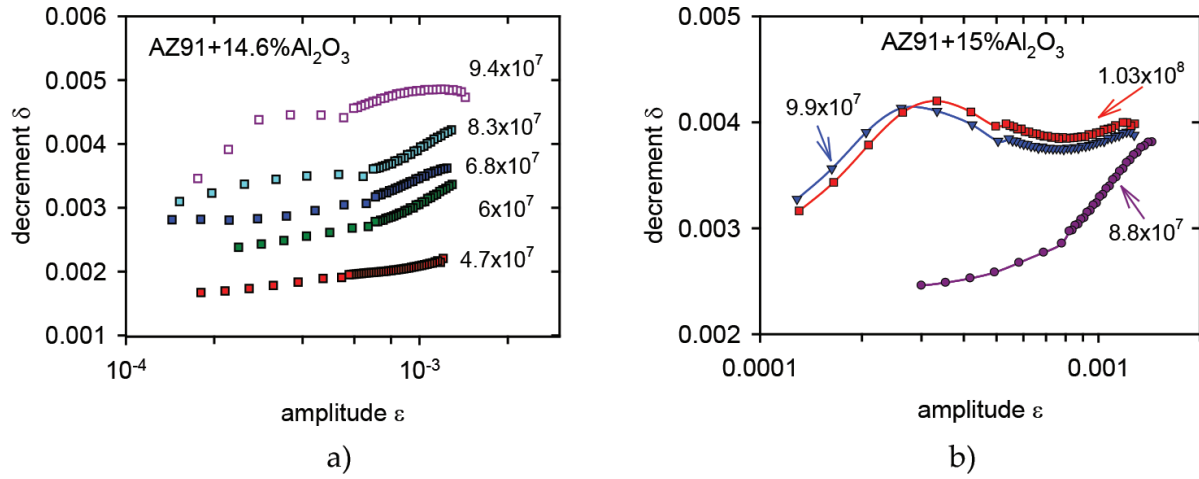 0.006
0.005
0.004
0.003
0.002
0.001
decrement δ
AZ91+14.6%Al₂O₃
9.4x10⁷
8.3x10⁷
6.8x10⁷
6x10⁷
4.7x10⁷
10⁻⁴
10⁻³
amplitude ε
a)
0.005
0.004
0.003
0.002
decrement δ
AZ91+15%Al₂O₃
9.9x10⁷
1.03x10⁸
8.8x10⁷
0.0001
0.001
amplitude ε
b)